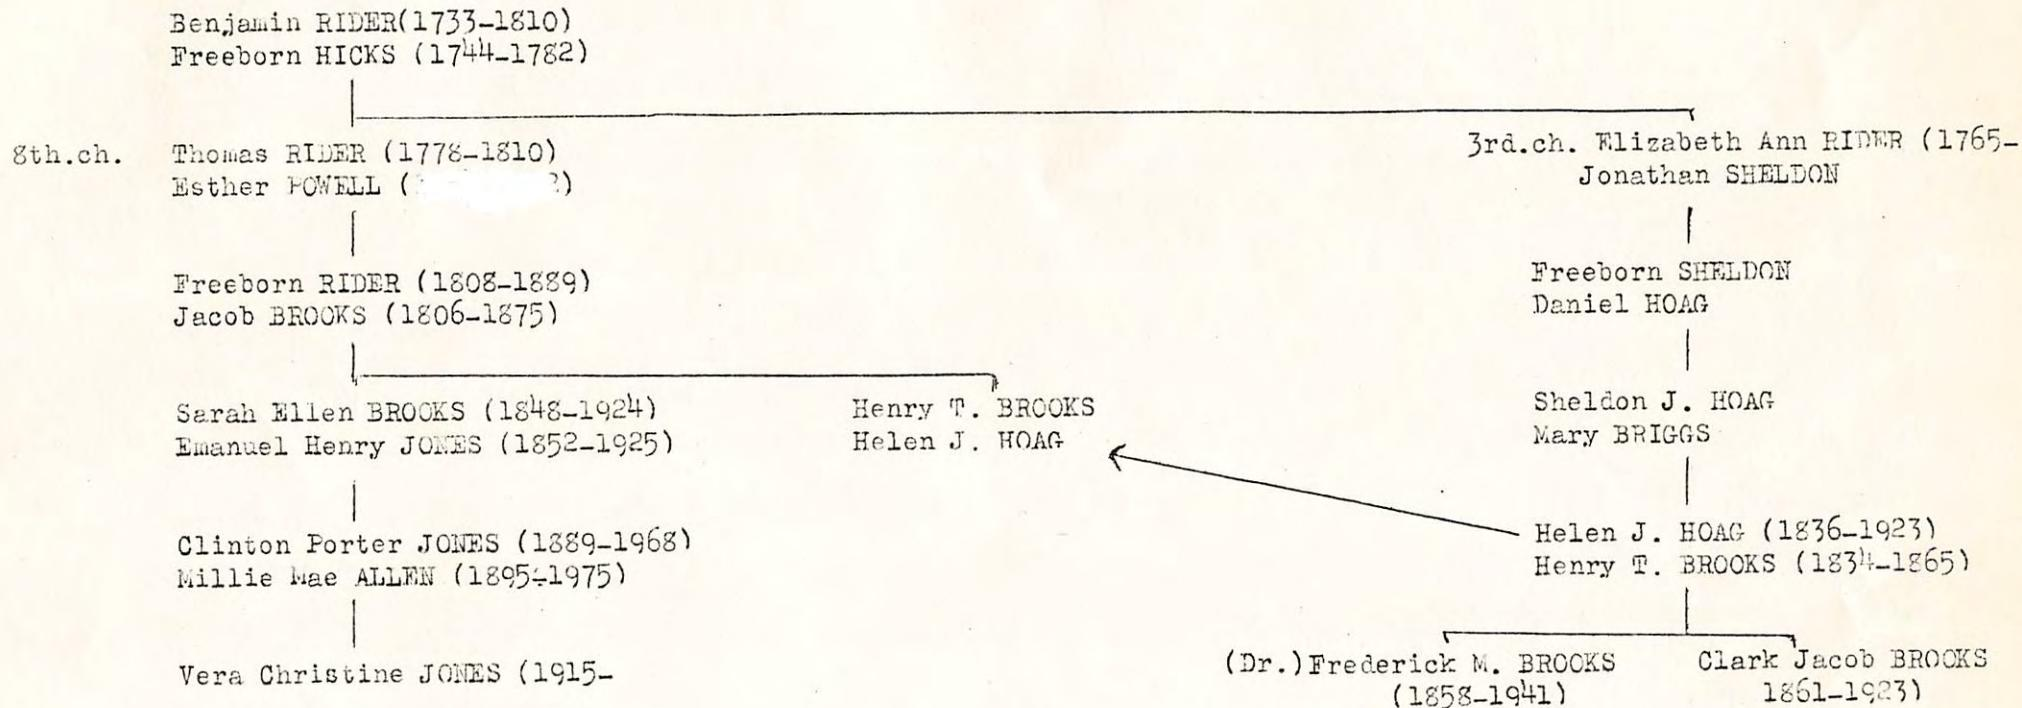 Benjamin RIDER(1733-1810)
Freeborn HICKS (1744-1782)
8th.ch. Thomas RIDER (1778-1810)
Esther POWELL (
3rd.ch. Elizabeth Ann RIDER (1765-
Jonathan SHELDON
Freeborn RIDER (1808-1889)
Jacob BROOKS (1806-1875)
Freeborn SHELDON
Daniel HOAG
Sarah Ellen BROOKS (1848-1924)
Emanuel Henry JONES (1852-1925)
Henry T. BROOKS
Helen J. HOAG
Sheldon J. HOAG
Mary BRIGGS
Clinton Porter JONES (1889-1968)
Millie Mae ALLEN (1895-1975)
Helen J. HOAG (1836-1923)
Henry T. BROOKS (1834-1865)
Vera Christine JONES (1915-
(Dr.)Frederick M. BROOKS
(1858-1941)
Clark Jacob BROOKS
1861-1923)